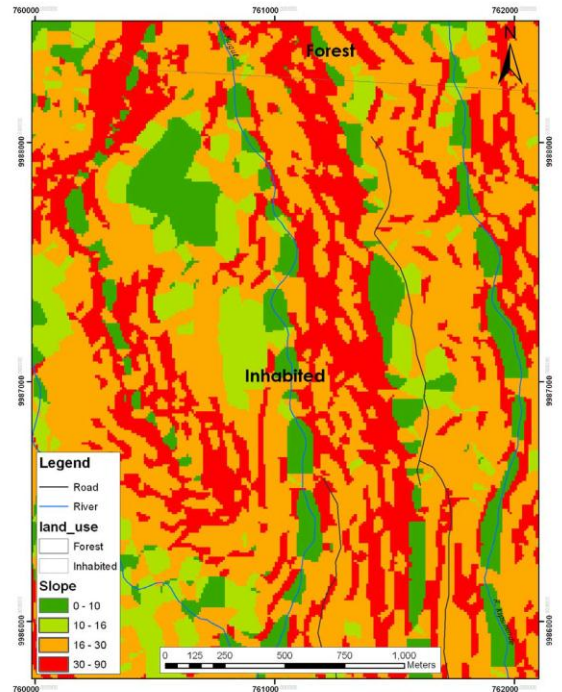 760000 761000 762000
Forest
N
9988000 9988000
9987000 9987000
Inhabited
Legend
Road
River
land_use
Forest
Inhabited
Slope
0 - 10
10 - 16
16 - 30
30 - 90
0 125 250 500 750 1,000
Meters
9986000 9986000
760000 761000 762000